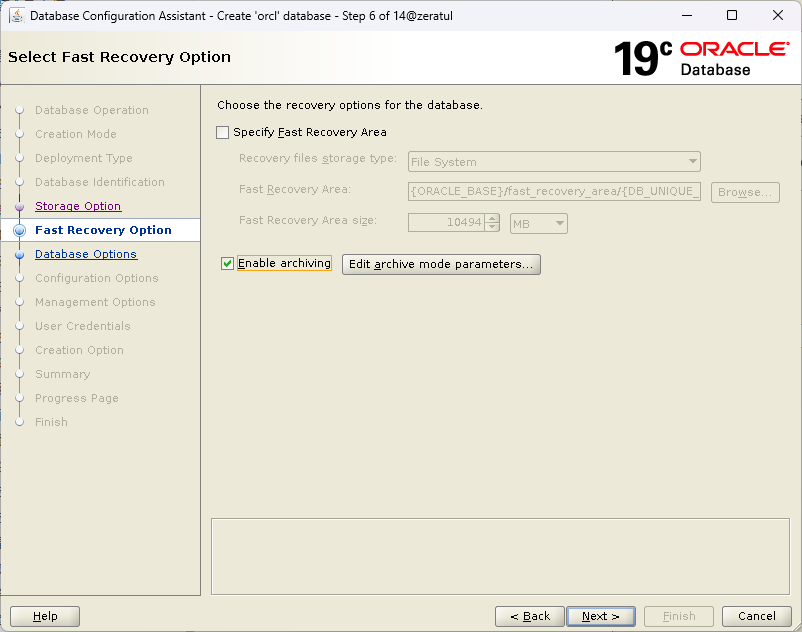 Database Configuration Assistant - Create 'orcl' database - Step 6 of 14@zeratul
Select Fast Recovery Option
19c ORACLE Database
Database Operation
Creation Mode
Deployment Type
Database Identification
Storage Option
Fast Recovery Option
Database Options
Configuration Options
Management Options
User Credentials
Creation Option
Summary
Progress Page
Finish
Choose the recovery options for the database.
Specify Fast Recovery Area
Recovery files storage type: File System
Fast Recovery Area: {ORACLE_BASE}/fast_recovery_area/{DB_UNIQUE_ Browse...
Fast Recovery Area size: 10494 MB
Enable archiving Edit archive mode parameters...
Help < Back Next > Finish Cancel